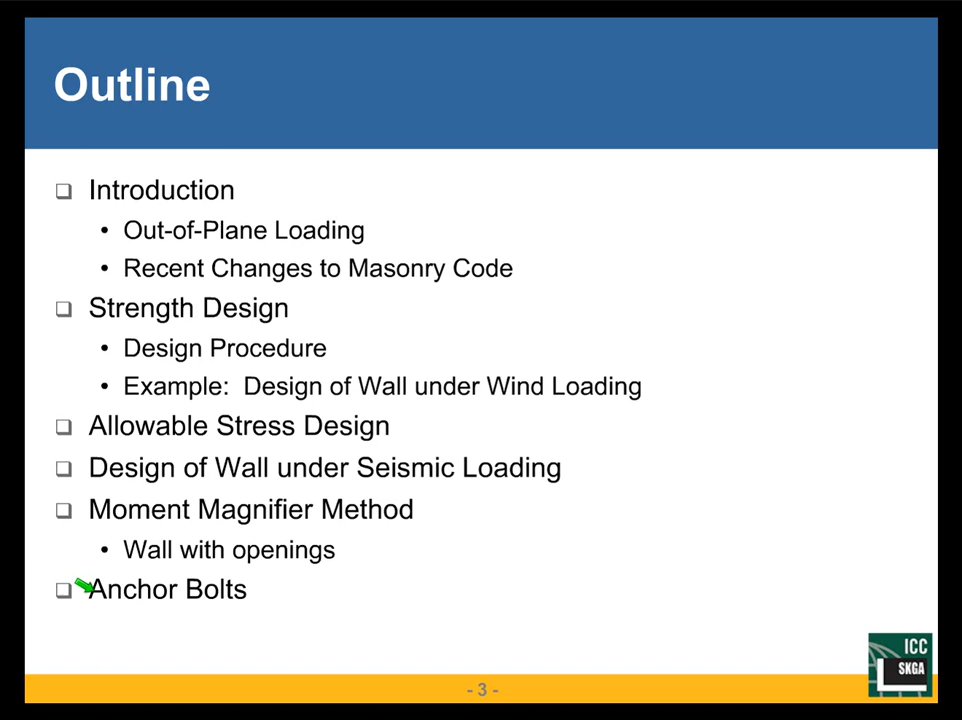 Outline
Introduction
• Out-of-Plane Loading
• Recent Changes to Masonry Code
Strength Design
• Design Procedure
• Example: Design of Wall under Wind Loading
Allowable Stress Design
Design of Wall under Seismic Loading
Moment Magnifier Method
• Wall with openings
Anchor Bolts
ICC
SKGA
- 3 -